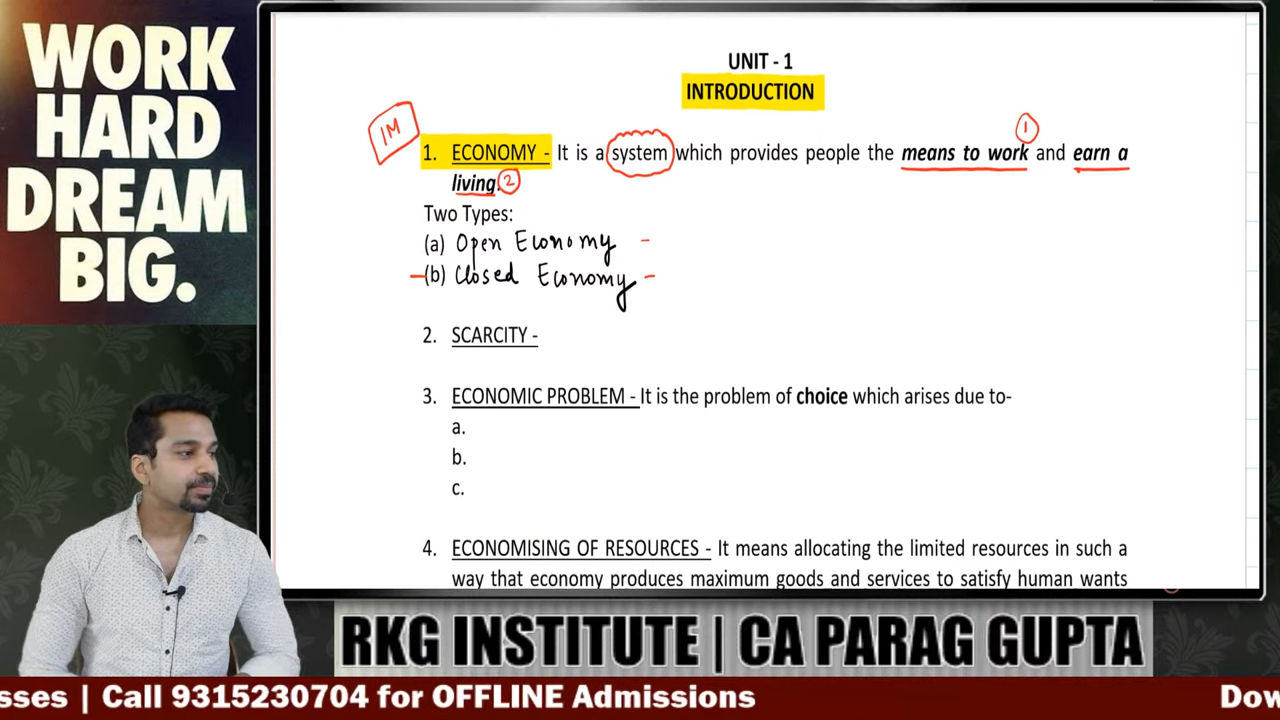 WORK
HARD
DREAM
BIG.
UNIT - 1
INTRODUCTION
1M
1. ECONOMY - It is a system which provides people the means to work and earn a
1
living. 2
Two Types:
(a) Open Economy -
(b) Closed Economy -
2. SCARCITY -
3. ECONOMIC PROBLEM - It is the problem of choice which arises due to-
a.
b.
c.
4. ECONOMISING OF RESOURCES - It means allocating the limited resources in such a
way that economy produces maximum goods and services to satisfy human wants
RKG INSTITUTE | CA PARAG GUPTA
sses | Call 9315230704 for OFFLINE Admissions
Dow